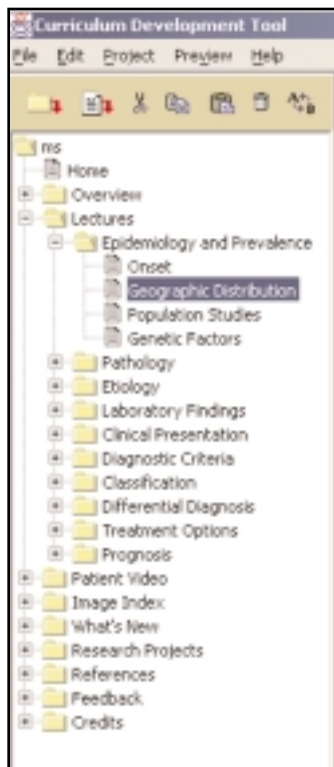 Curriculum Development Tool
File Edit Project Preview Help
ms
Home
Overview
Lectures
Epidemiology and Prevalence
Onset
Geographic Distribution
Population Studies
Genetic Factors
Pathology
Etiology
Laboratory Findings
Clinical Presentation
Diagnostic Criteria
Classification
Differential Diagnosis
Treatment Options
Prognosis
Patient Video
Image Index
What's New
Research Projects
References
Feedback
Credits